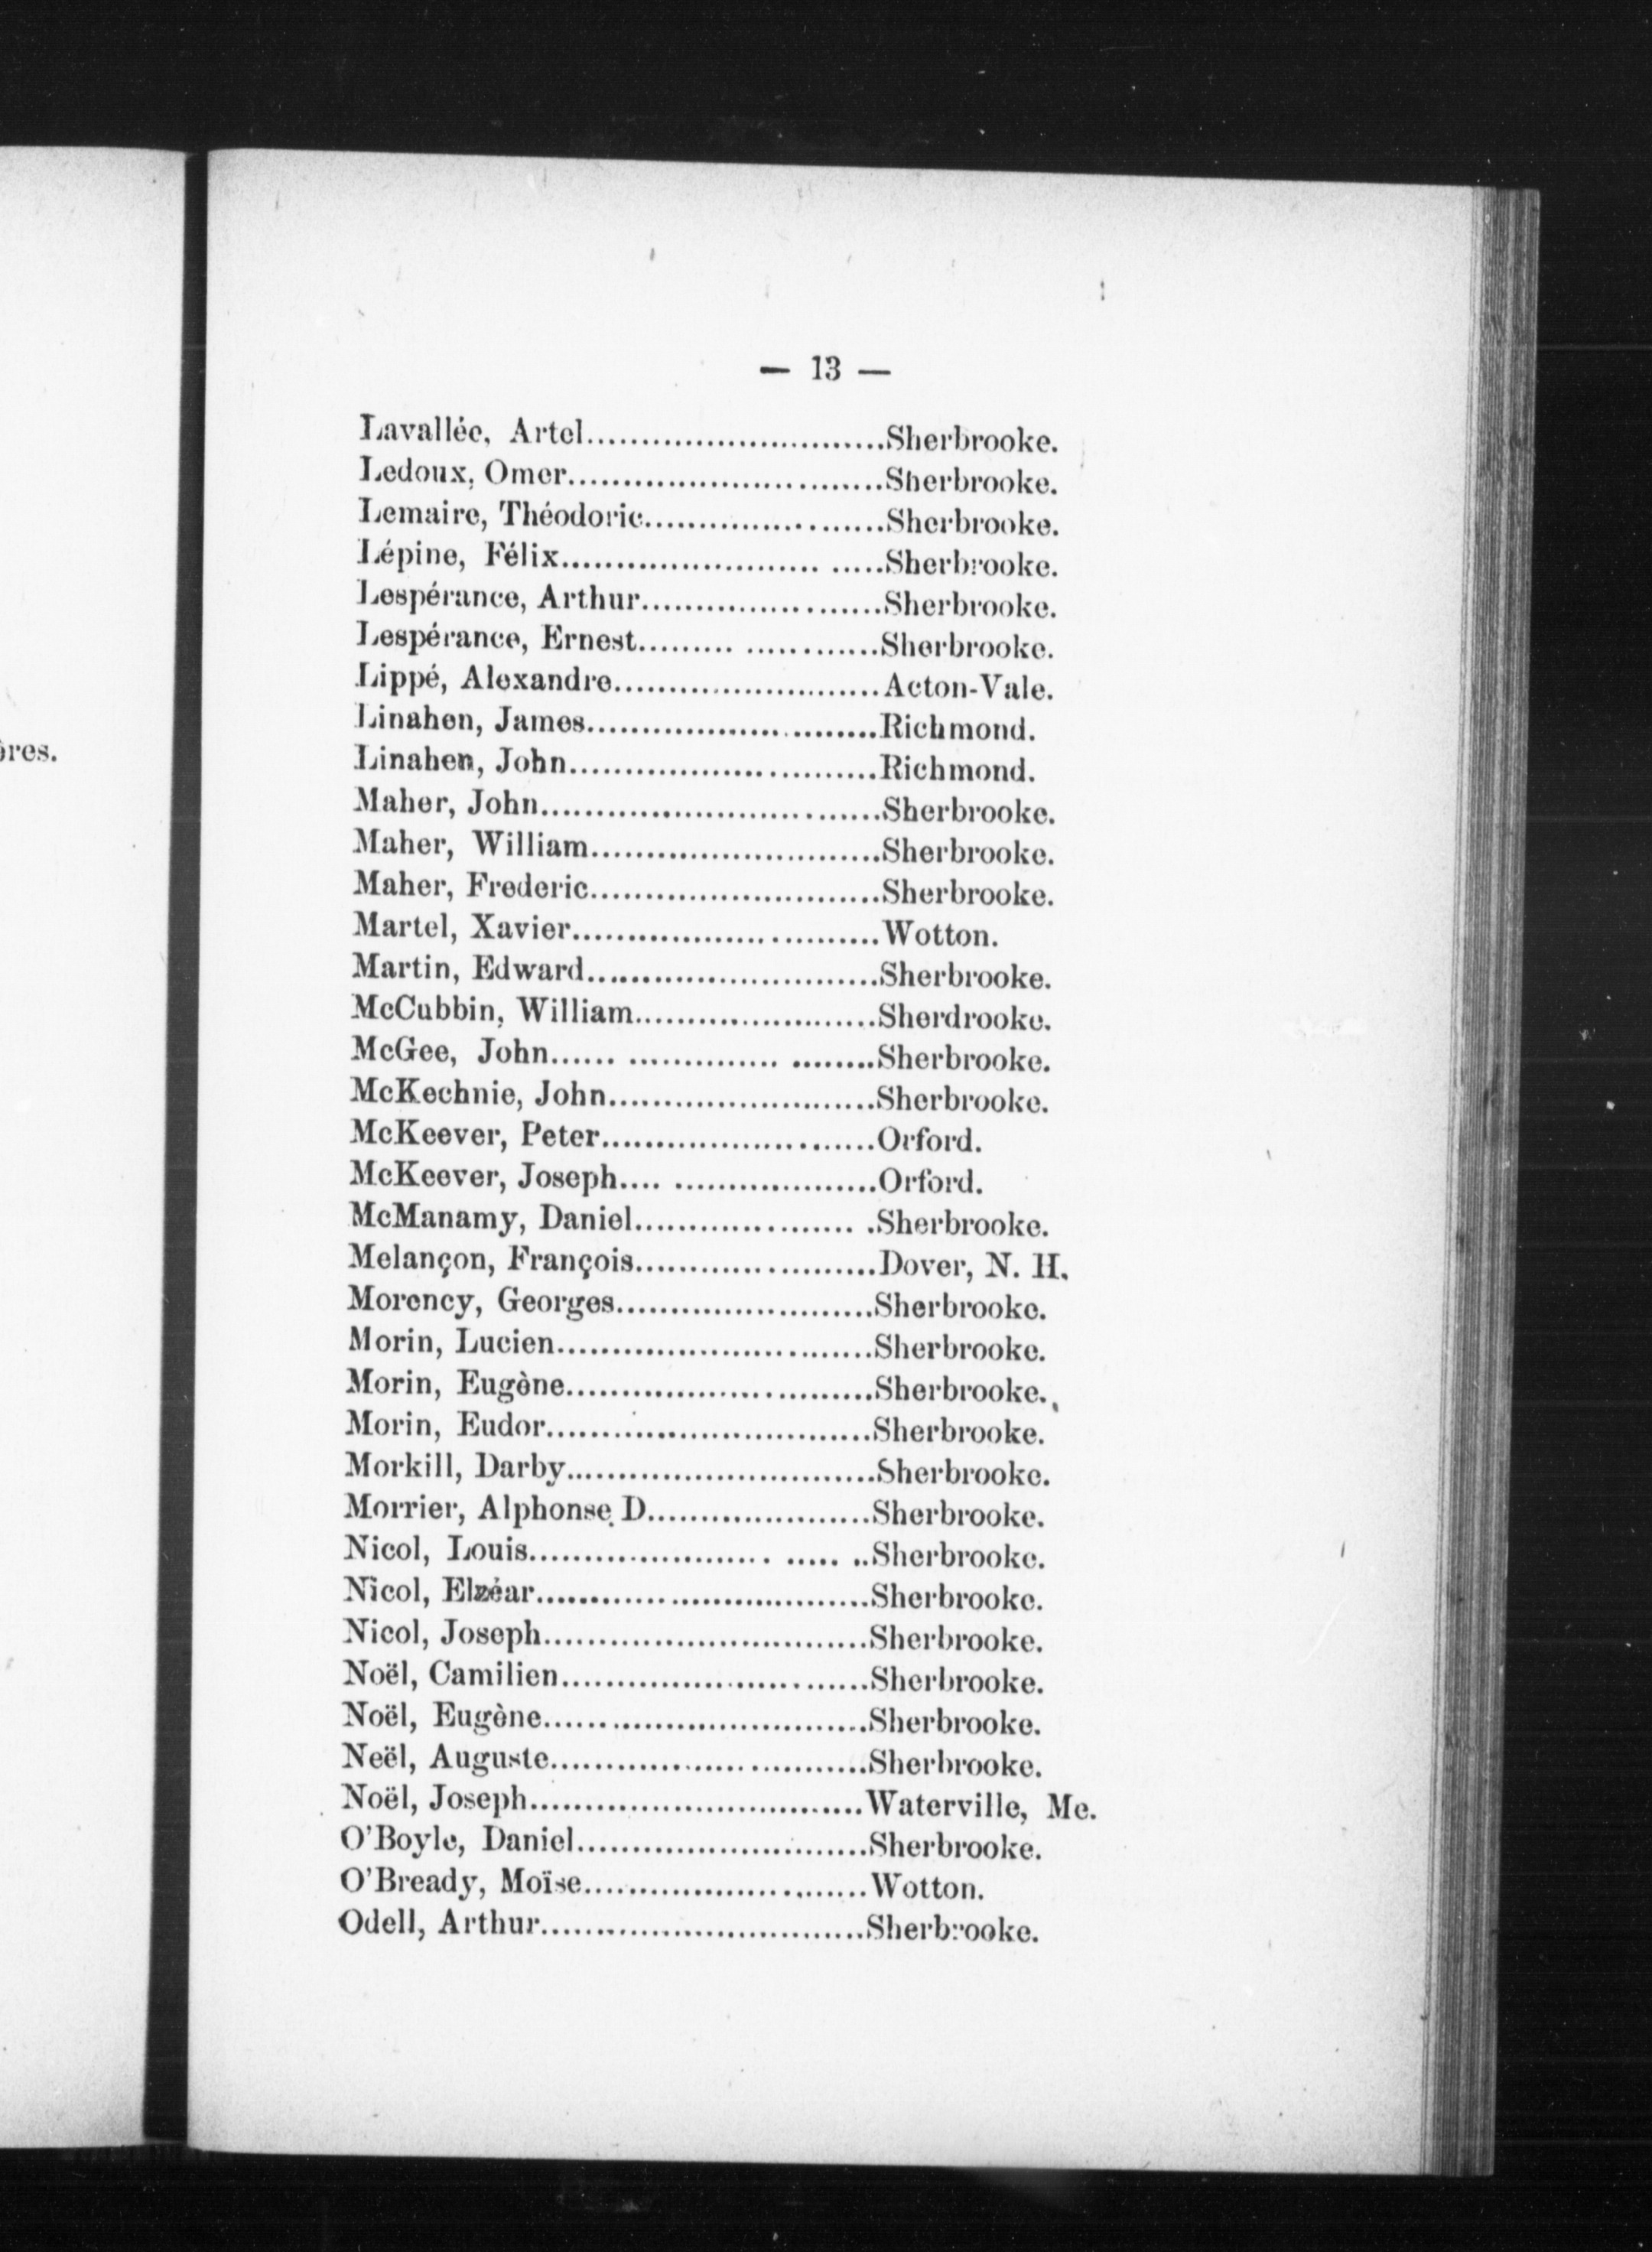 — 13 —
Lavallée, Artel............................Sherbrooke.
Ledoux, Omer.............................Sherbrooke.
Lemaire, Théodoric......................Sherbrooke.
Lépine, Félix....................... .....Sherbrooke.
Lespérance, Arthur......................Sherbrooke.
Lespérance, Ernest......... ............Sherbrooke.
Lippé, Alexandre........................Acton-Vale.
Linahen, James..........................Richmond.
ères.
Linahen, John............................Richmond.
Maher, John...............................Sherbrooke.
Maher, William..........................Sherbrooke.
Maher, Frederic..........................Sherbrooke.
Martel, Xavier............................Wotton.
Martin, Edward..........................Sherbrooke.
McCubbin, William......................Sherdrooke.
McGee, John...... .............. ........Sherbrooke.
McKechnie, John........................Sherbrooke.
McKeever, Peter.........................Orford.
McKeever, Joseph.... ...................Orford.
McManamy, Daniel.................... .Sherbrooke.
Melançon, François......................Dover, N. H.
Morency, Georges.......................Sherbrooke.
Morin, Lucien............................Sherbrooke.
Morin, Eugène............................Sherbrooke.
Morin, Eudor.............................Sherbrooke.
Morkill, Darby............................Sherbrooke.
Morrier, Alphonse D....................Sherbrooke.
Nicol, Louis...................... ..... ..Sherbrooke.
Nicol, Elzéar..............................Sherbrooke.
Nicol, Joseph.............................Sherbrooke.
Noël, Camilien............................Sherbrooke.
Noël, Eugène.............................Sherbrooke.
Neël, Auguste............................Sherbrooke.
Noël, Joseph..............................Waterville, Me.
O'Boyle, Daniel..........................Sherbrooke.
O'Bready, Moïse.........................Wotton.
Odell, Arthur.............................Sherbrooke.